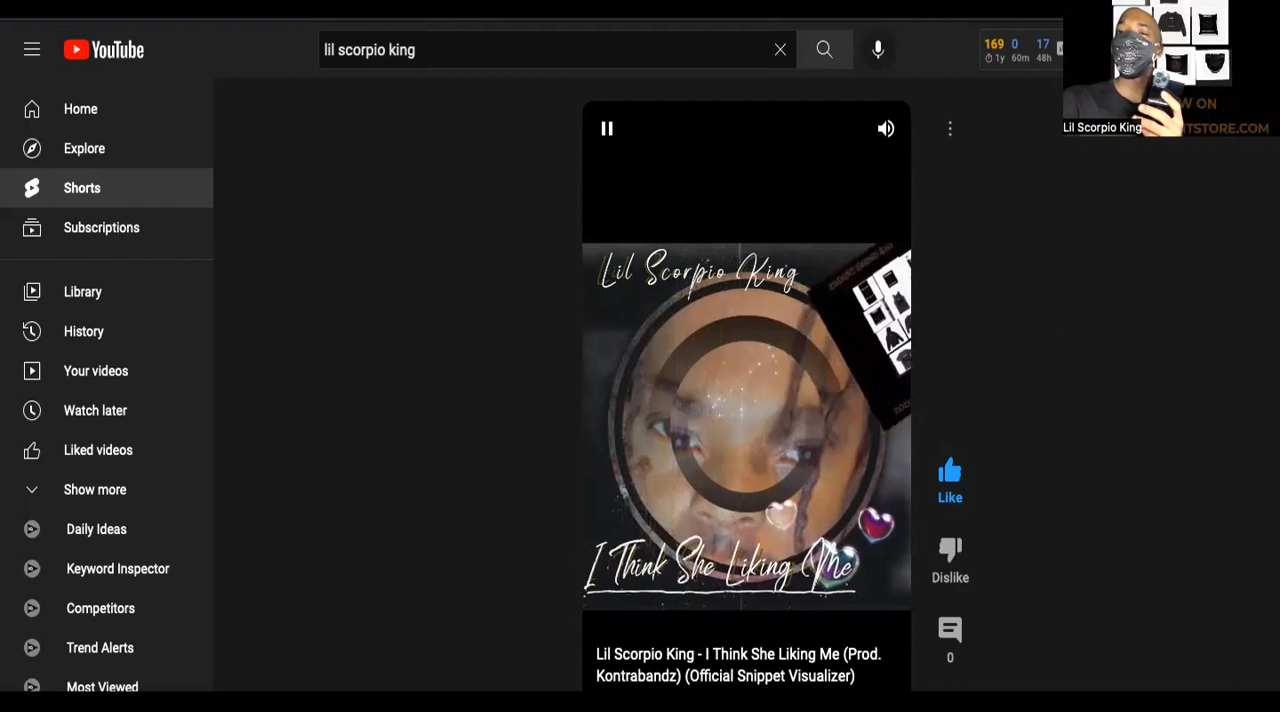 YouTube
lil scorpio king
169 0 17
1y 60m 48h
Lil Scorpio King
W ON
TSTORE.COM
Home
Explore
Shorts
Subscriptions
Library
History
Your videos
Watch later
Liked videos
Show more
Daily Ideas
Keyword Inspector
Competitors
Trend Alerts
Most Viewed
Lil Scorpio King
I Think She Liking Me
Like
Dislike
0
Lil Scorpio King - I Think She Liking Me (Prod.
Kontrabandz) (Official Snippet Visualizer)